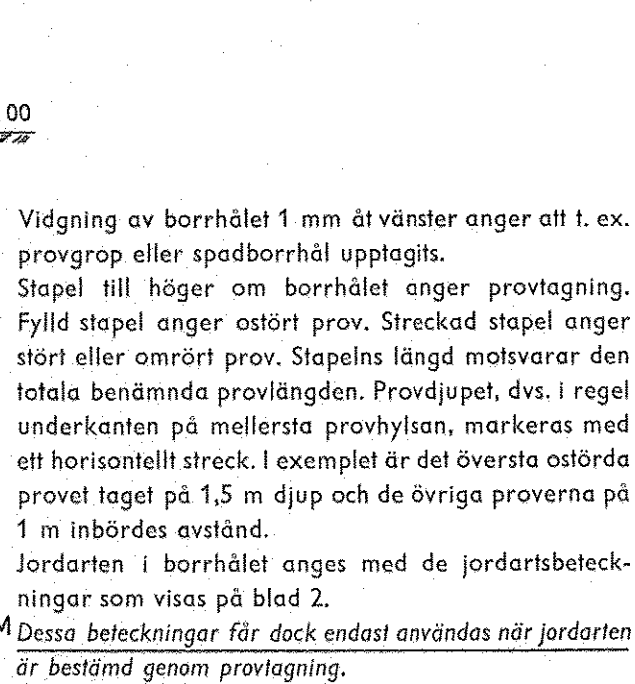 00
Vidgning av borrhålet 1 mm åt vänster anger att t. ex.
provgrop eller spadborrhål upptagits.
Stapel till höger om borrhålet anger provtagning.
Fylld stapel anger ostört prov. Streckad stapel anger
stört eller omrört prov. Stapelns längd motsvarar den
totala benämnda provlängden. Provdjupet, dvs. i regel
underkanten på mellersta provhylsan, markeras med
ett horisontellt streck. I exemplet är det översta ostörda
provet taget på 1,5 m djup och de övriga proverna på
1 m inbördes avstånd.
Jordarten i borrhålet anges med de jordartsbeteck-
ningar som visas på blad 2.
M Dessa beteckningar får dock endast användas när jordarten
är bestämd genom provtagning.